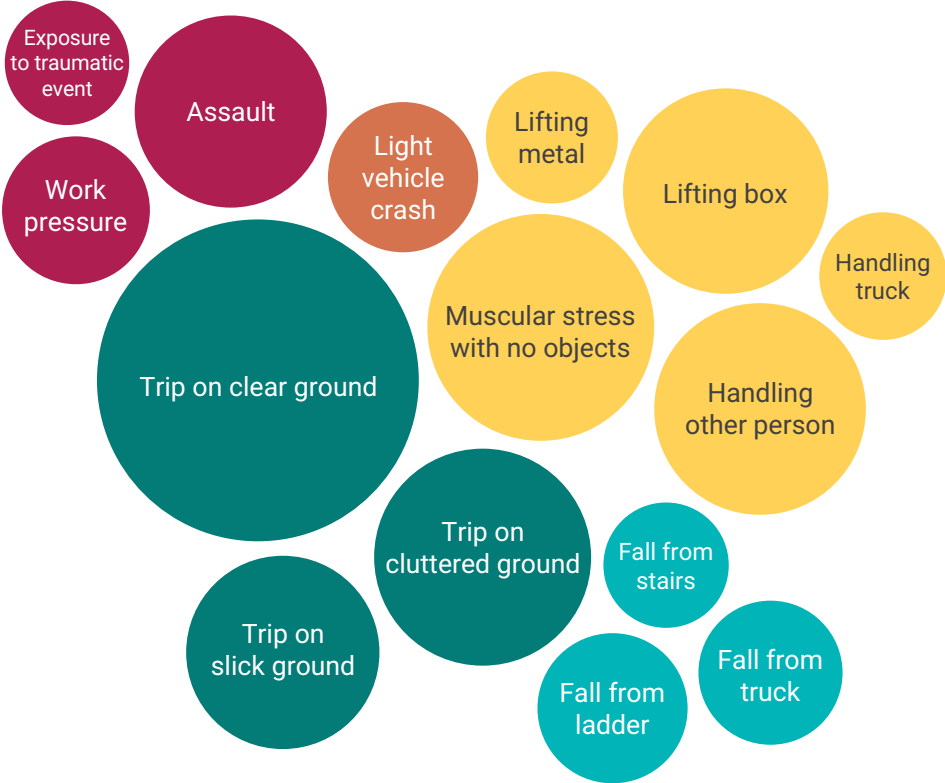 Exposure
to traumatic
event
Assault
Work
pressure
Light
vehicle
crash
Lifting
metal
Lifting box
Handling
truck
Muscular stress
with no objects
Trip on clear ground
Handling
other person
Trip on
cluttered ground
Fall from
stairs
Trip on
slick ground
Fall from
ladder
Fall from
truck